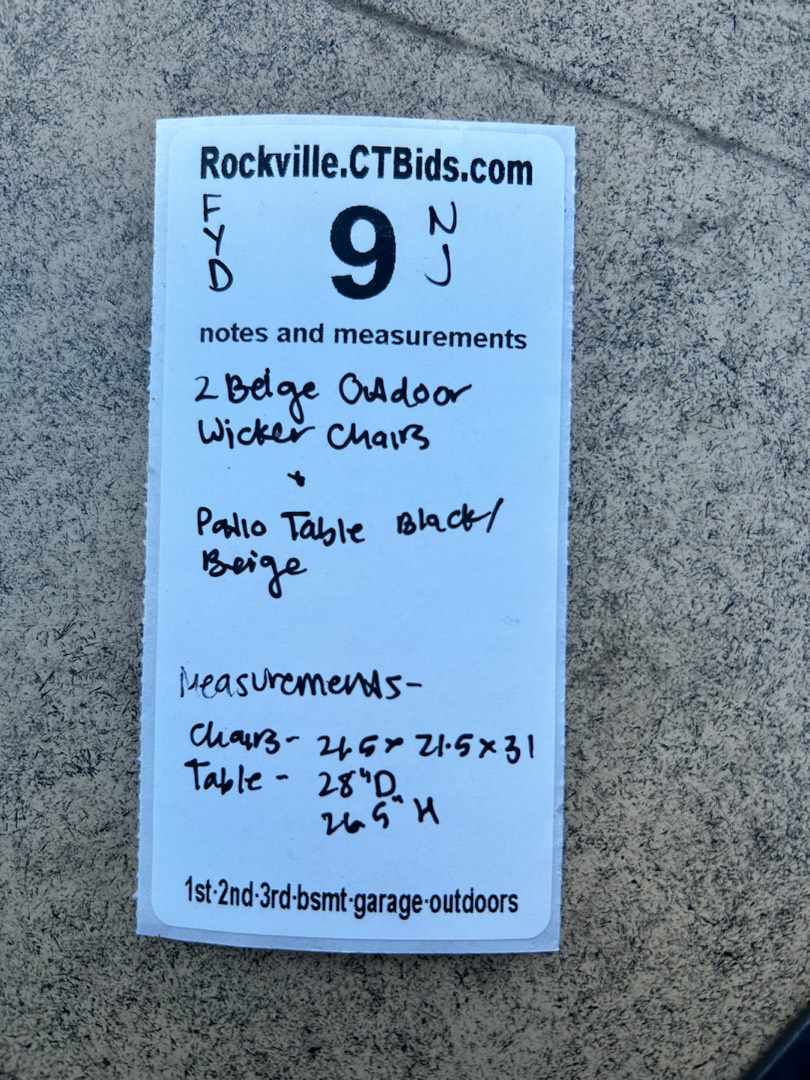 Rockville.CTBids.com
F
Y
D
9
N
J
notes and measurements
2 Beige Outdoor
Wicker Chairs
+
Patio Table Black/
Beige
Measurements-
Chairs- 21.5 x 21.5 x 31
Table - 28"D
26.5" H
1st·2nd·3rd·bsmt·garage·outdoors